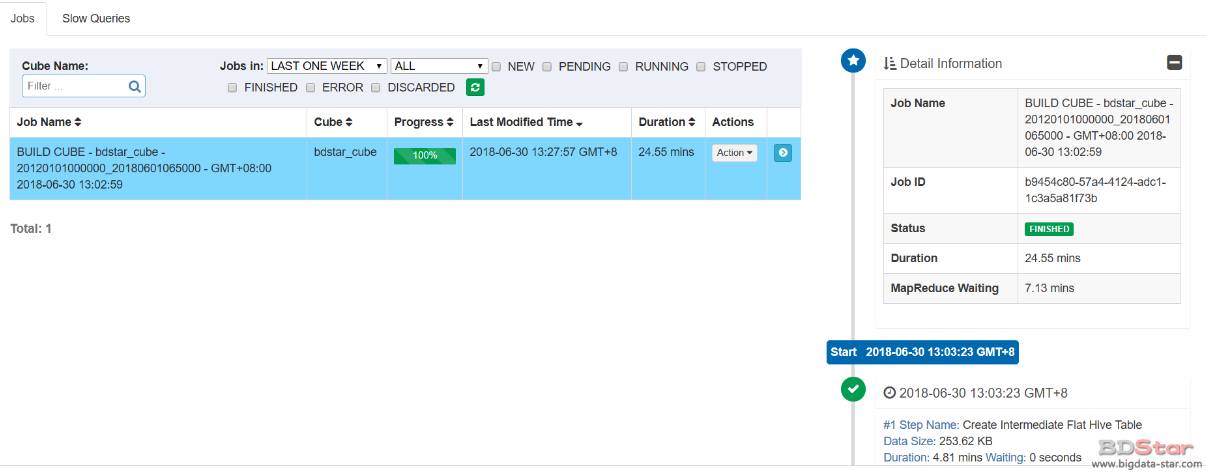 Jobs Slow Queries
Cube Name:
Filter ...
Jobs in: LAST ONE WEEK ALL NEW PENDING RUNNING STOPPED
FINISHED ERROR DISCARDED
Job Name Cube Progress Last Modified Time Duration Actions
BUILD CUBE - bdstar_cube -
20120101000000_20180601065000 - GMT+08:00
2018-06-30 13:02:59
bdstar_cube
100%
2018-06-30 13:27:57 GMT+8
24.55 mins
Action
Total: 1
Detail Information
Job Name
BUILD CUBE - bdstar_cube -
20120101000000_20180601
065000 - GMT+08:00 2018-
06-30 13:02:59
Job ID
b9454c80-57a4-4124-adc1-
1c3a5a81f73b
Status FINISHED
Duration 24.55 mins
MapReduce Waiting 7.13 mins
Start 2018-06-30 13:03:23 GMT+8
2018-06-30 13:03:23 GMT+8
#1 Step Name: Create Intermediate Flat Hive Table
Data Size: 253.62 KB
Duration: 4.81 mins Waiting: 0 seconds
BDStar
www.bigdata-star.com